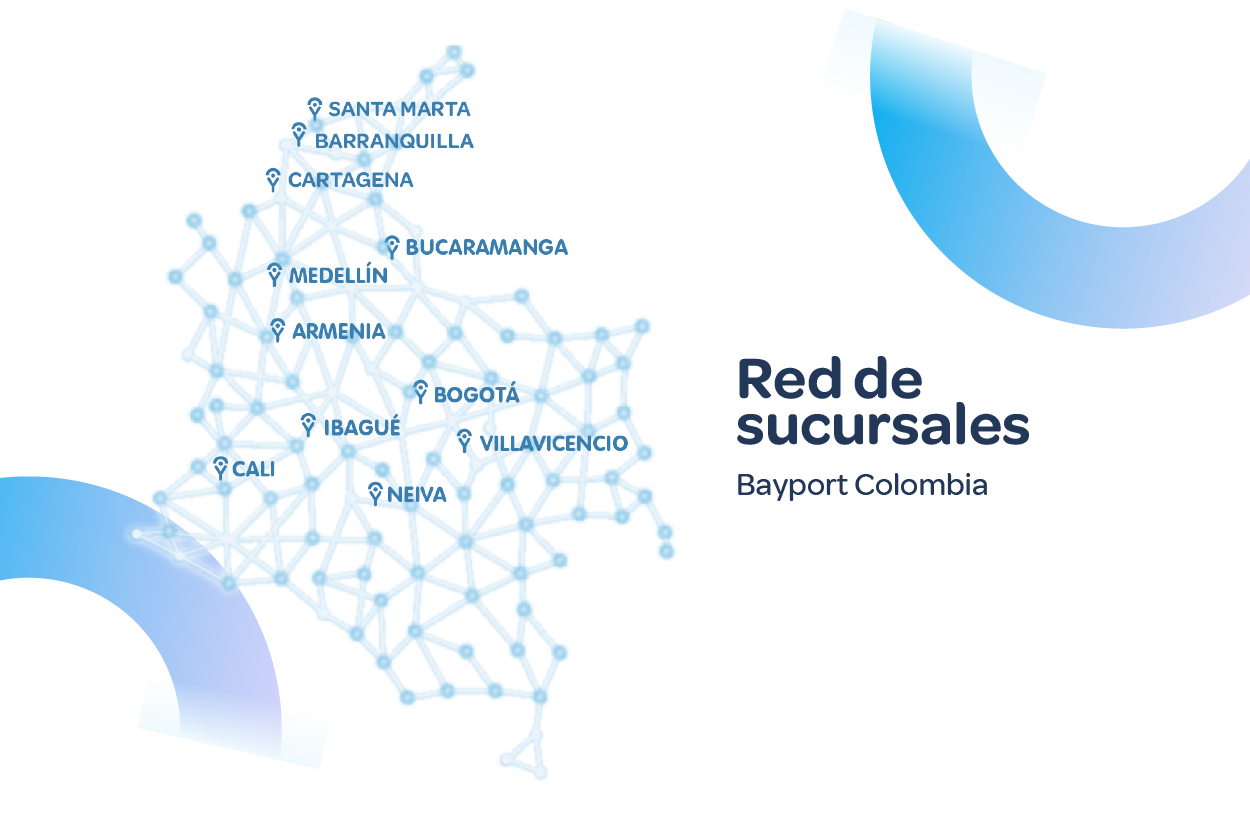 SANTA MARTA
BARRANQUILLA
CARTAGENA
BUCARAMANGA
MEDELLÍN
ARMENIA
BOGOTÁ
IBAGUÉ
VILLAVICENCIO
CALI
NEIVA
Red de
sucursales
Bayport Colombia